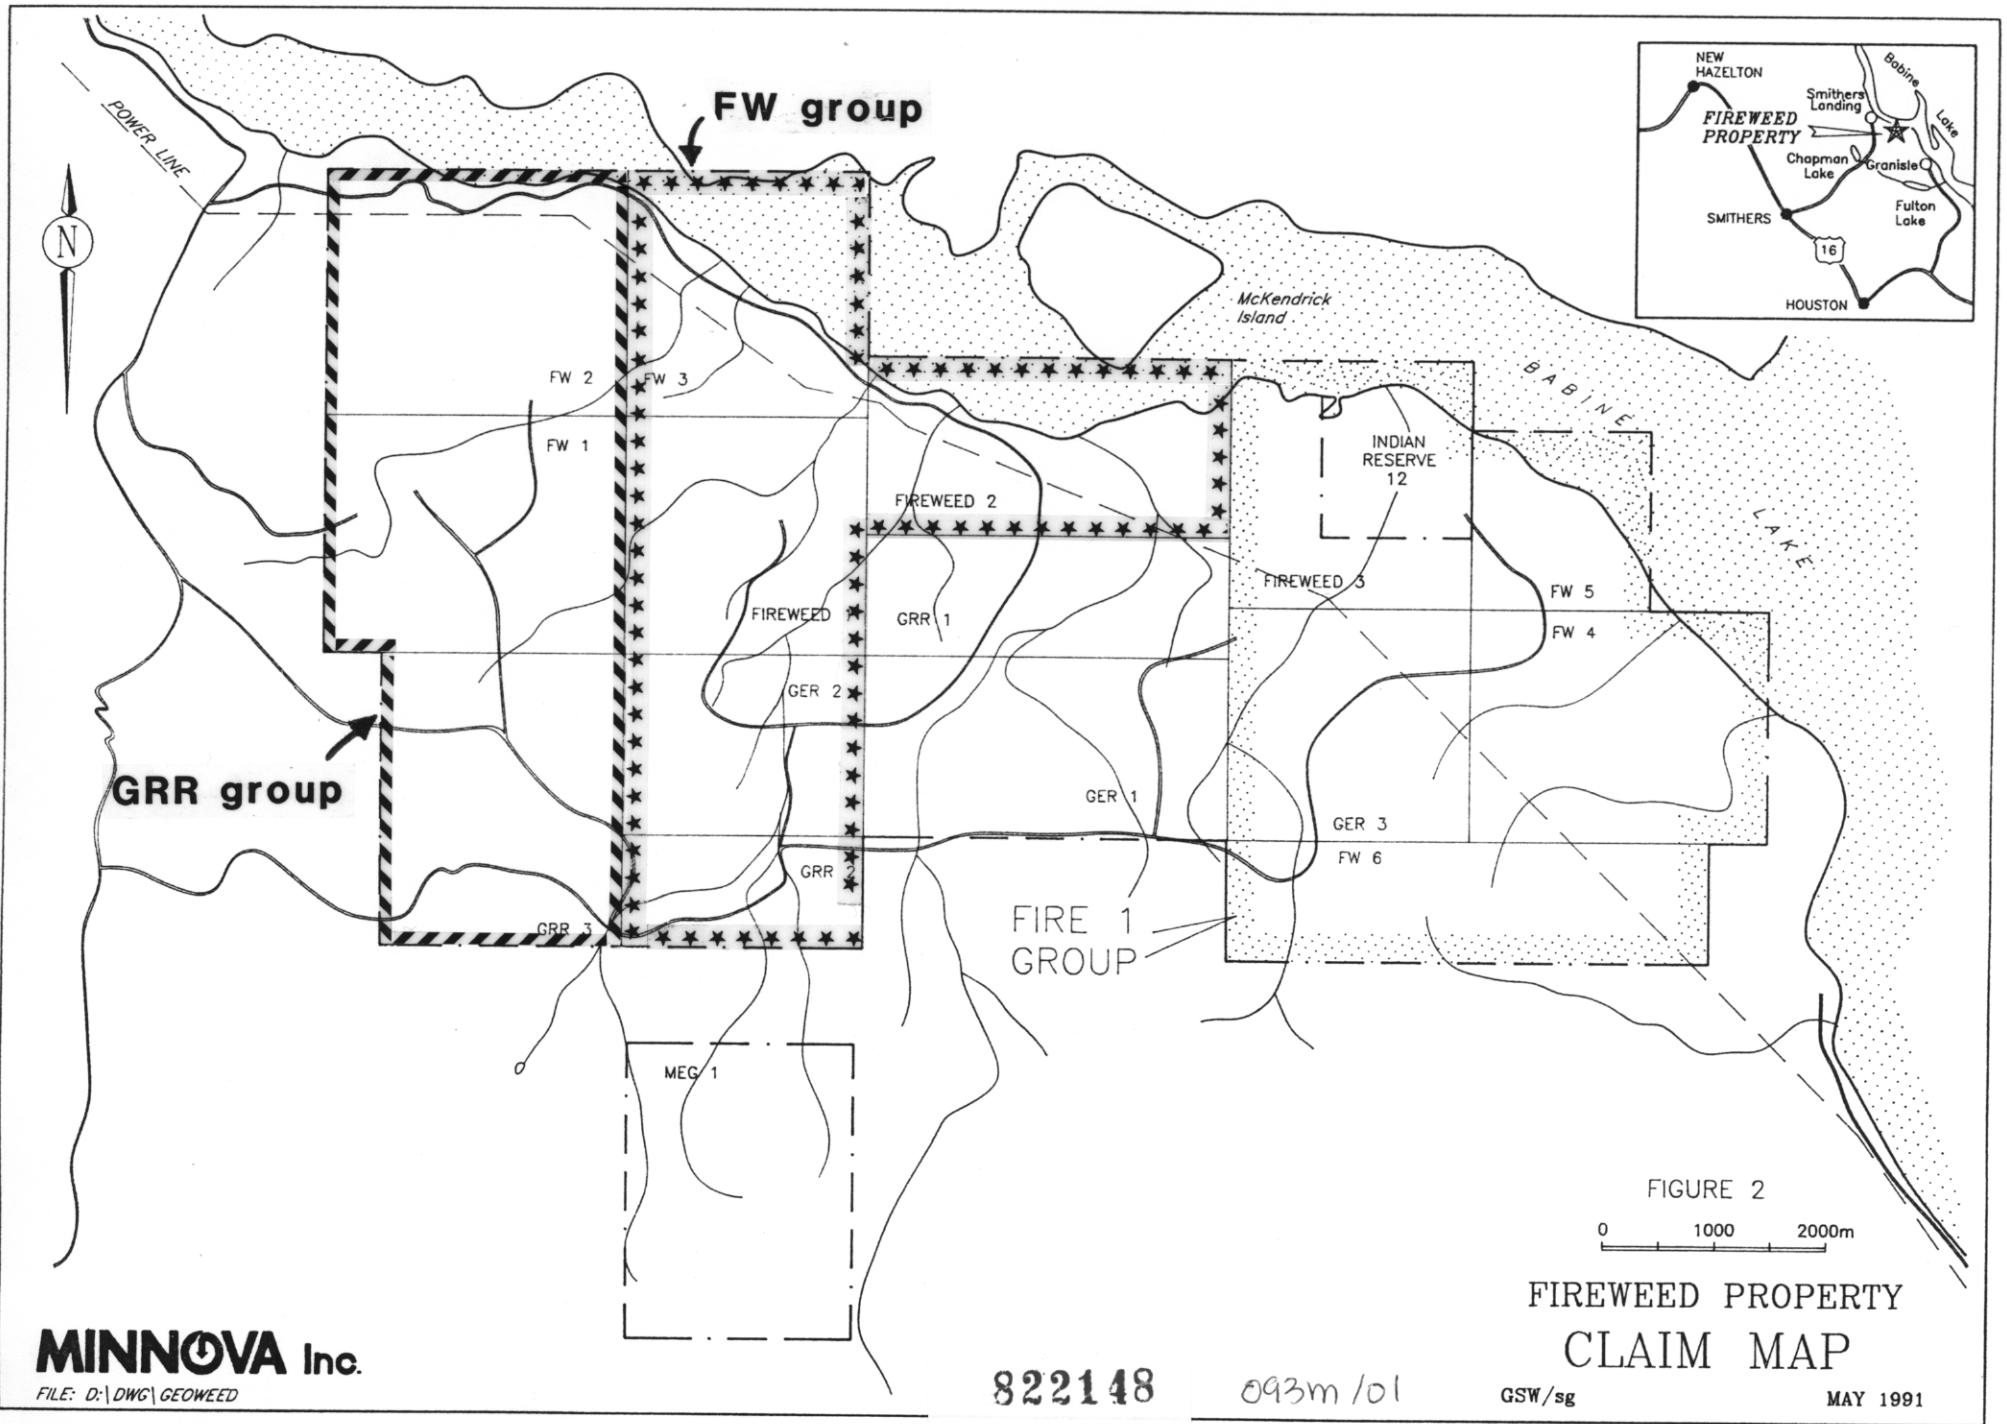 POWER LINE
FW group
N
NEW
HAZELTON
Babine
Smithers
Landing
Lake
FIREWEED
PROPERTY
Chapman
Lake
Granisle
SMITHERS
Fulton
Lake
16
HOUSTON
McKendrick
Island
BABINE
LAKE
FW 2
FW 3
FW 1
INDIAN
RESERVE
12
FIREWEED 2
FIREWEED 3
FW 5
FIREWEED
GRR 1
FW 4
GER 2
GRR group
GER 1
GER 3
FW 6
GRR 2
FIRE 1
GROUP
GRR 3
MEG 1
FIGURE 2
0 1000 2000m
FIREWEED PROPERTY
CLAIM MAP
MINNOVA Inc.
FILE: D:\DWG\GEOWEED
822148
093m/01
GSW/sg
MAY 1991